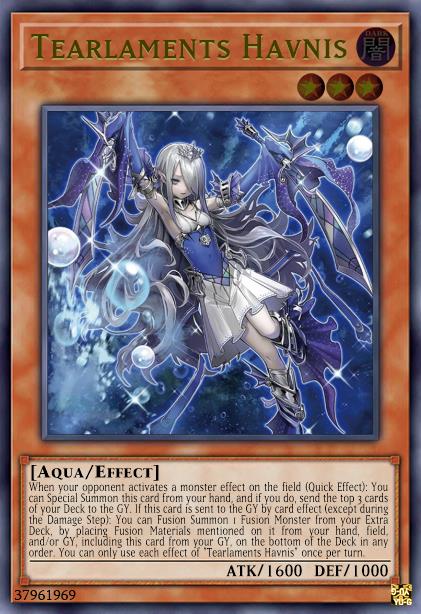 TEARLAMENTS HAVNIS
DARK
闇
[AQUA/EFFECT]
When your opponent activates a monster effect on the field (Quick Effect): You
can Special Summon this card from your hand, and if you do, send the top 3 cards
of your Deck to the GY. If this card is sent to the GY by card effect (except during
the Damage Step): You can Fusion Summon 1 Fusion Monster from your Extra
Deck, by placing Fusion Materials mentioned on it from your hand, field,
and/or GY, including this card from your GY, on the bottom of the Deck in any
order. You can only use each effect of "Tearlaments Havnis" once per turn.
ATK/1600 DEF/1000
37961969